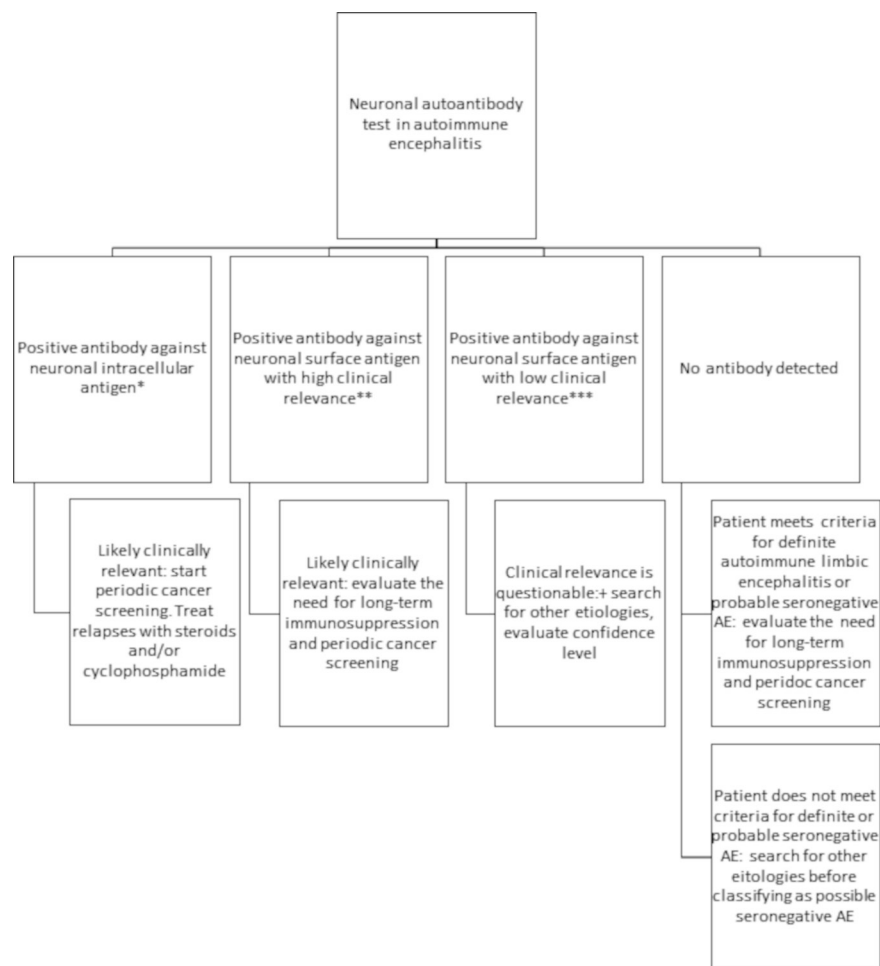 Neuronal autoantibody
test in autoimmune
encephalitis
Positive antibody against
neuronal intracellular
antigen*
Positive antibody against
neuronal surface antigen
with high clinical
relevance**
Positive antibody against
neuronal surface antigen
with low clinical
relevance***
No antibody detected
Likely clinically
relevant: start
periodic cancer
screening. Treat
relapses with steroids
and/or
cyclophosphamide
Likely clinically
relevant: evaluate the
need for long-term
immunosuppression
and periodic cancer
screening
Clinical relevance is
questionable:+ search
for other etiologies,
evaluate confidence
level
Patient meets criteria
for definite
autoimmune limbic
encephalitis or
probable seronegative
AE: evaluate the need
for long-term
immunosuppression
and peridoc cancer
screening
Patient does not meet
criteria for definite or
probable seronegative
AE: search for other
eitologies before
classifying as possible
seronegative AE